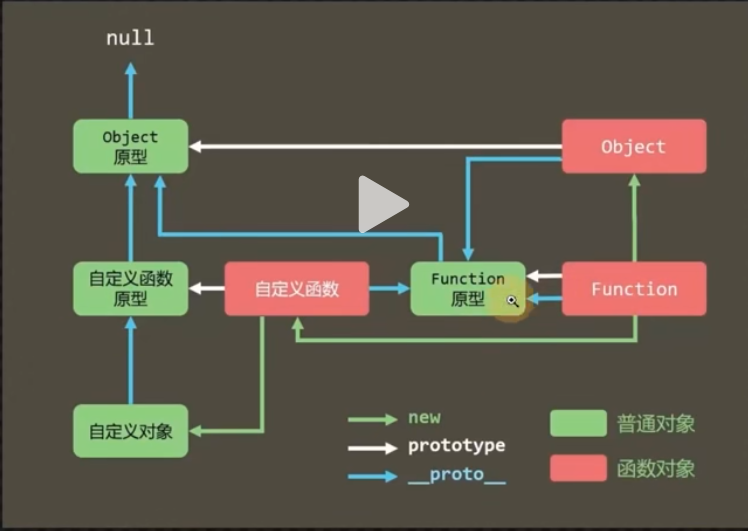 null
Object
原型
Object
自定义函数
原型
自定义函数
Function
原型
Function
自定义对象
new
prototype
__proto__
普通对象
函数对象